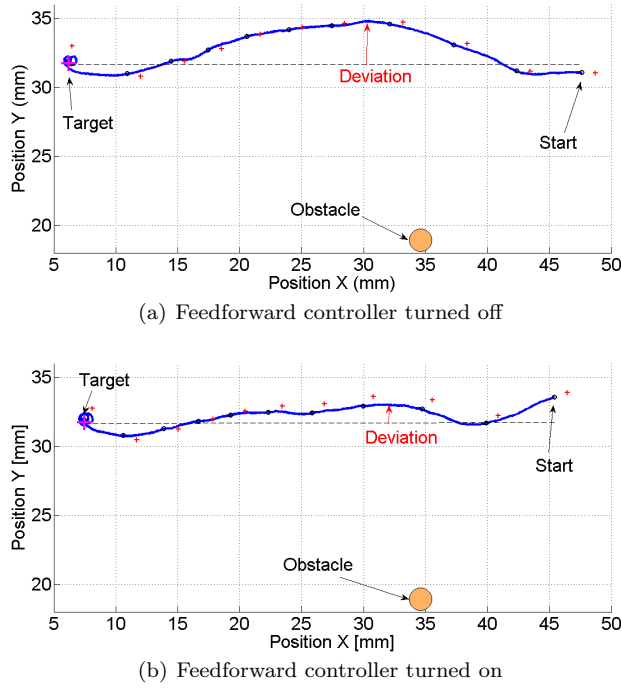 35
30
25
20
Position Y (mm)
Deviation
Target
Start
Obstacle
5 10 15 20 25 30 35 40 45 50
Position X (mm)
(a) Feedforward controller turned off
35
30
25
20
Position Y [mm]
Target
Deviation
Start
Obstacle
5 10 15 20 25 30 35 40 45 50
Position X [mm]
(b) Feedforward controller turned on